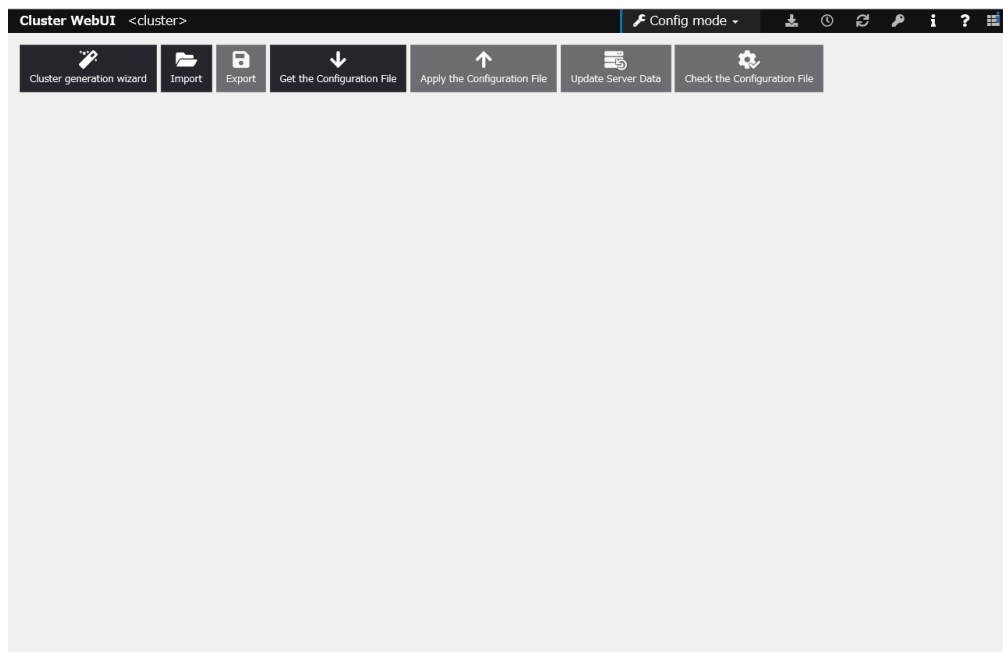 Cluster WebUI <cluster> Config mode
Cluster generation wizard Import Export Get the Configuration File Apply the Configuration File Update Server Data Check the Configuration File